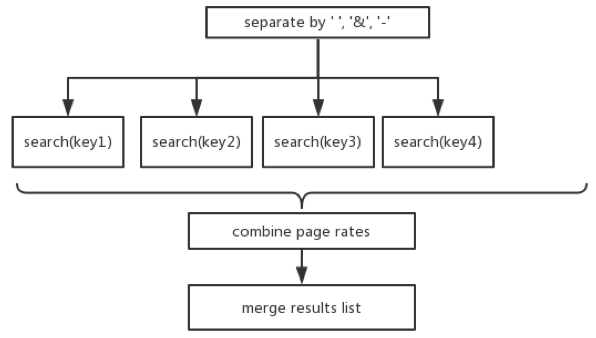 separate by ' ', '&', '-'
search(key1)
search(key2)
search(key3)
search(key4)
combine page rates
merge results list